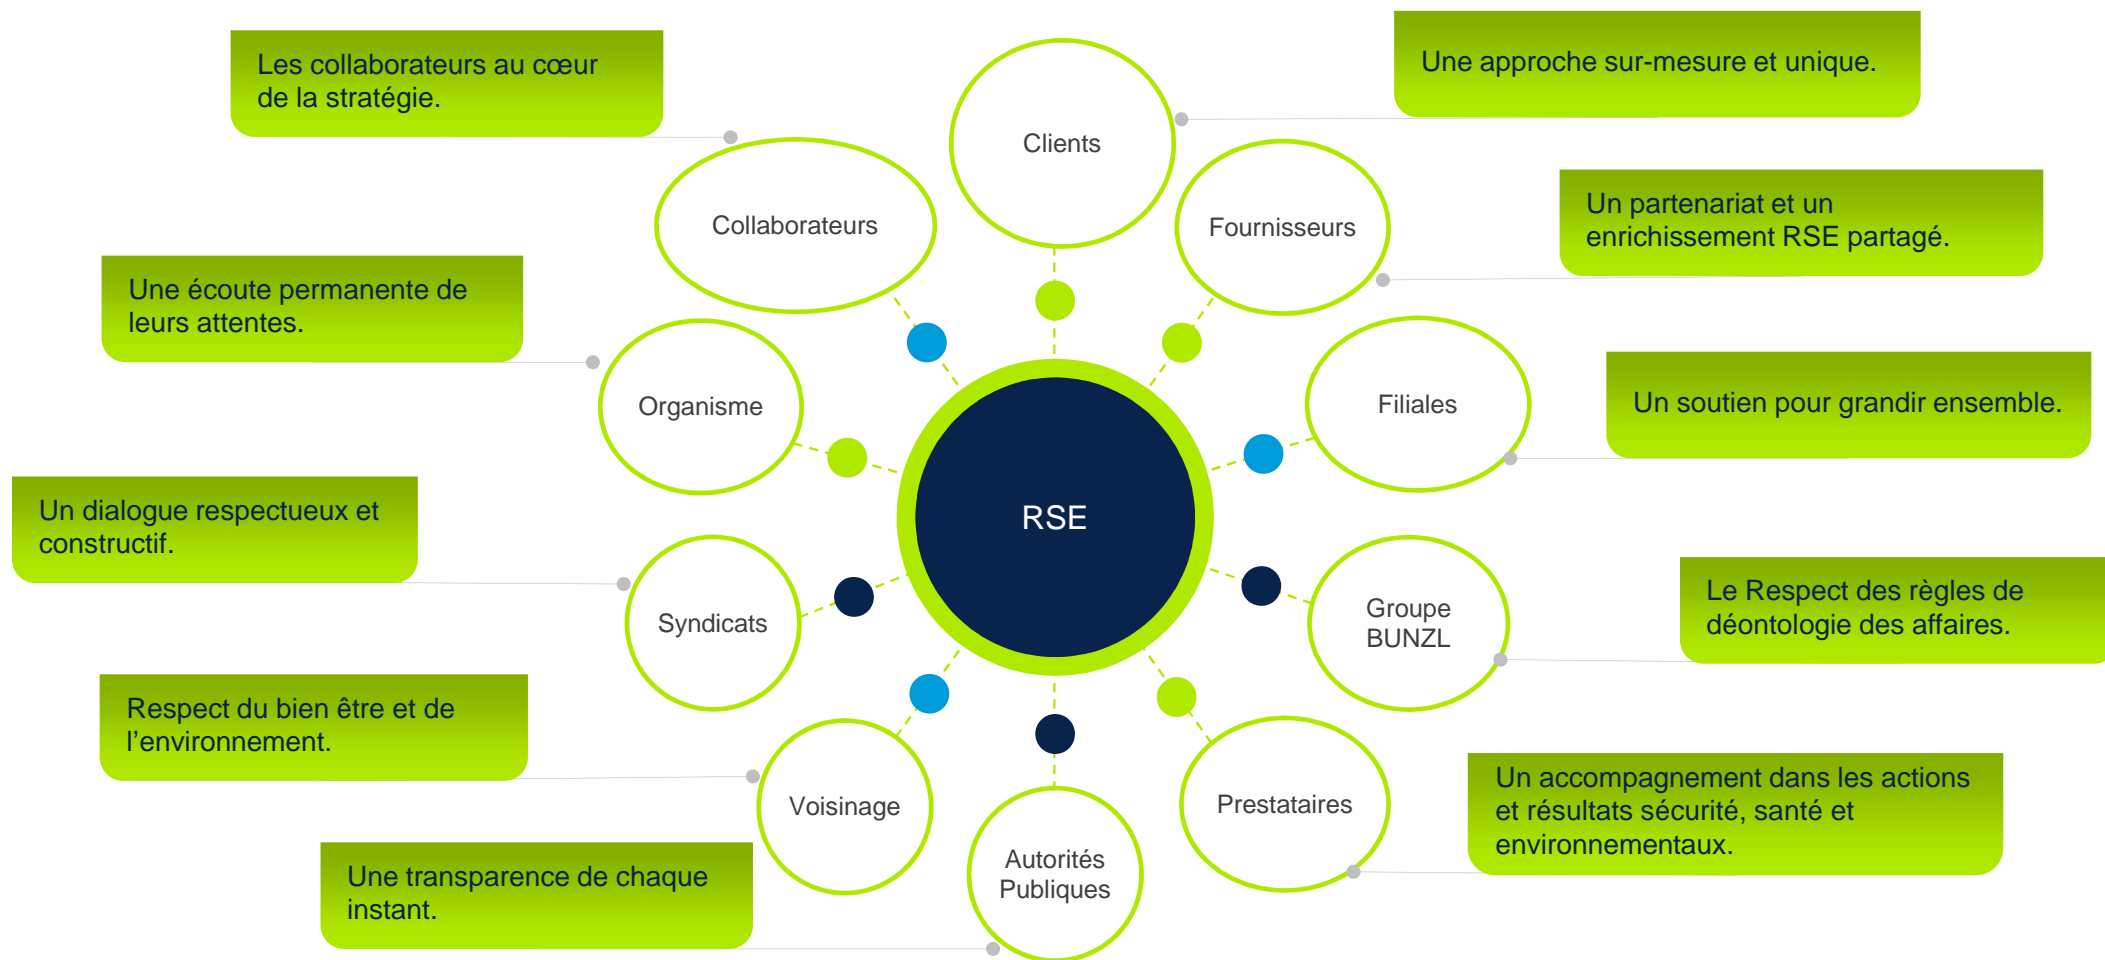 Les collaborateurs au cœur
de la stratégie.
Clients
Une approche sur-mesure et unique.
Collaborateurs
Fournisseurs
Un partenariat et un
enrichissement RSE partagé.
Une écoute permanente de
leurs attentes.
Organisme
Filiales
Un soutien pour grandir ensemble.
Un dialogue respectueux et
constructif.
RSE
Syndicats
Groupe
BUNZL
Le Respect des règles de
déontologie des affaires.
Respect du bien être et de
l’environnement.
Voisinage
Prestataires
Un accompagnement dans les actions
et résultats sécurité, santé et
environnementaux.
Une transparence de chaque
instant.
Autorités
Publiques